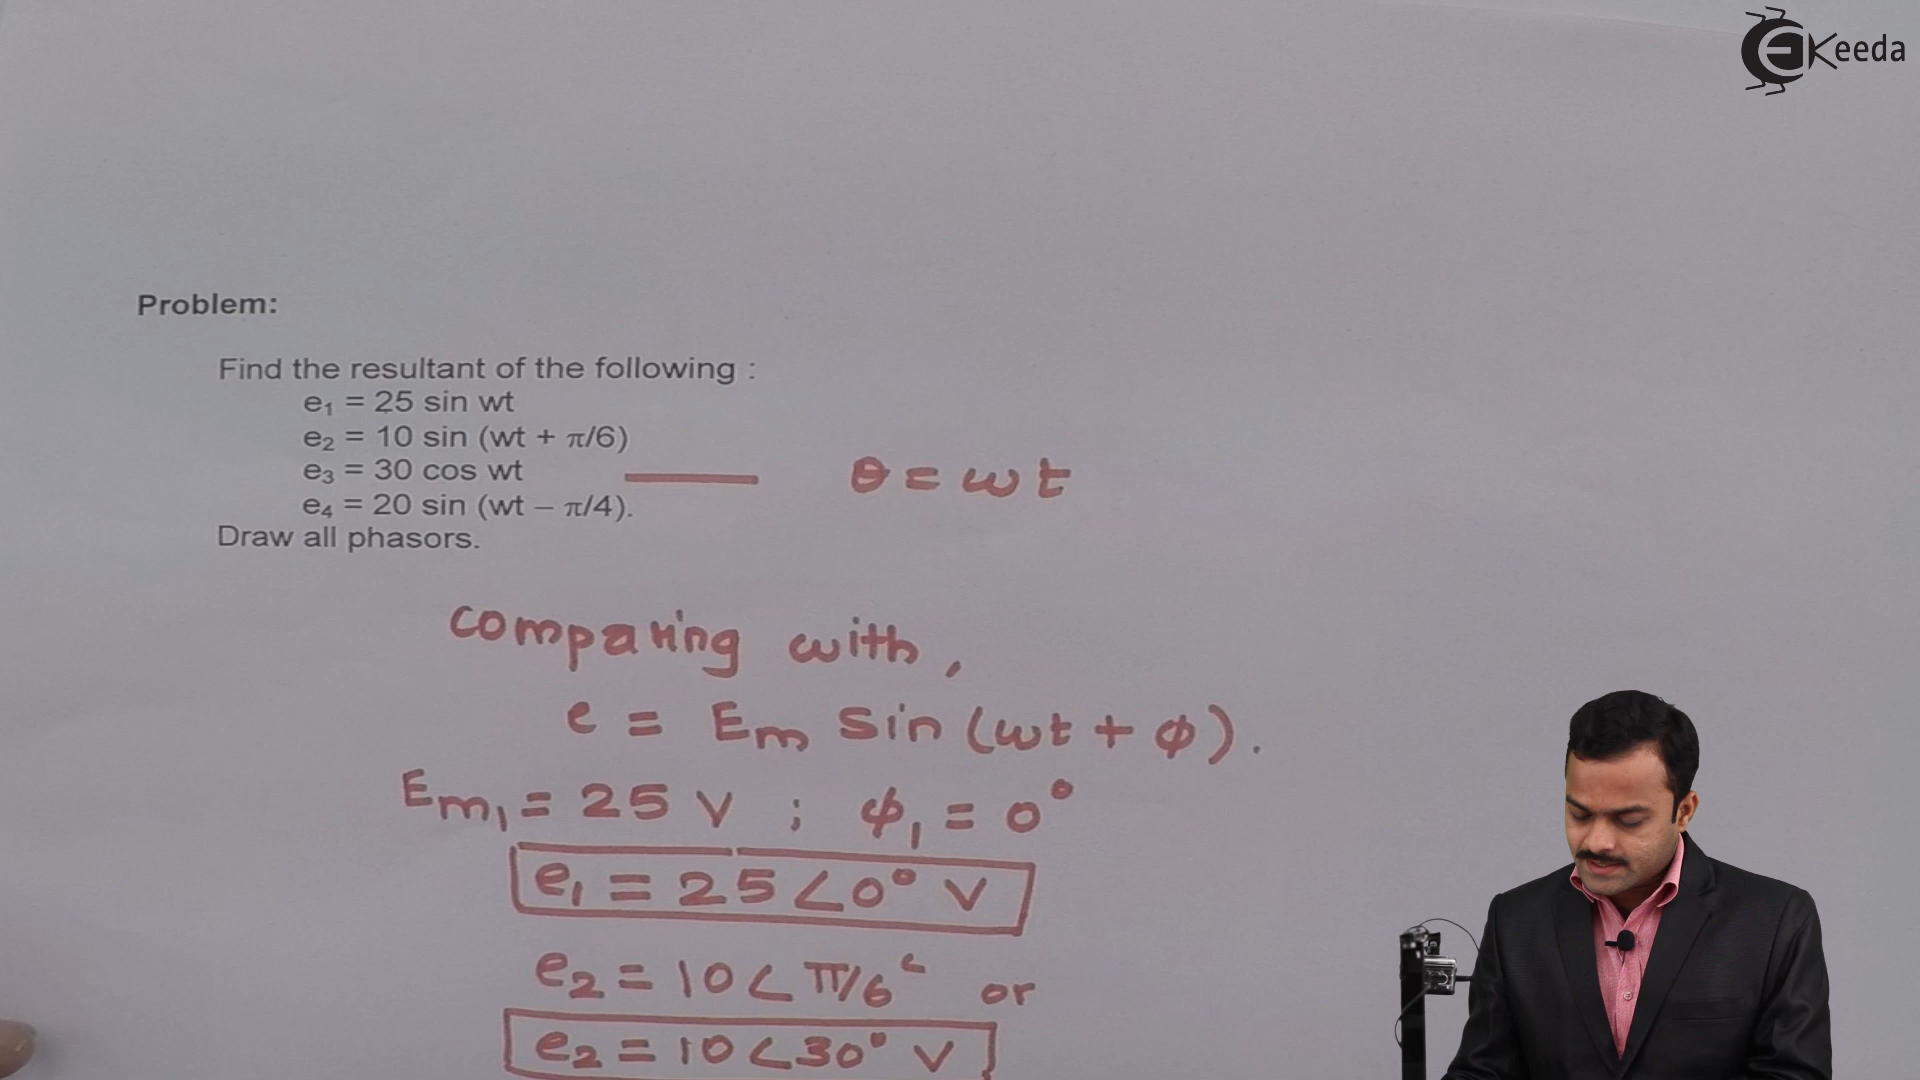 Keeda
Problem:
Find the resultant of the following :
e₁ = 25 sin wt
e₂ = 10 sin (wt + π/6)
e₃ = 30 cos wt
θ = ωt
e₄ = 20 sin (wt – π/4).
Draw all phasors.
comparing with,
e = Em sin (ωt + φ).
Em₁ = 25 V ; φ₁ = 0°
e₁ = 25∠0° V
e₂ = 10∠π/6ᶜ or
e₂ = 10∠30° V